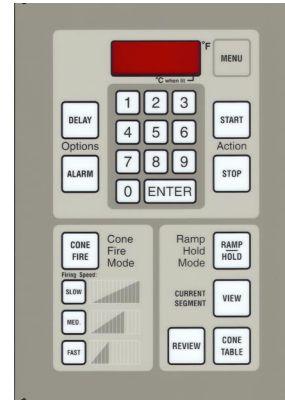 °F
MENU
°C when lit
DELAY
1 2 3
START
4 5 6
Options
Action
ALARM
7 8 9
STOP
0 ENTER
CONE
FIRE
Cone
Fire
Mode
Ramp
Hold
Mode
RAMP
HOLD
Firing Speed:
SLOW
CURRENT
SEGMENT
VIEW
MED.
FAST
REVIEW
CONE
TABLE